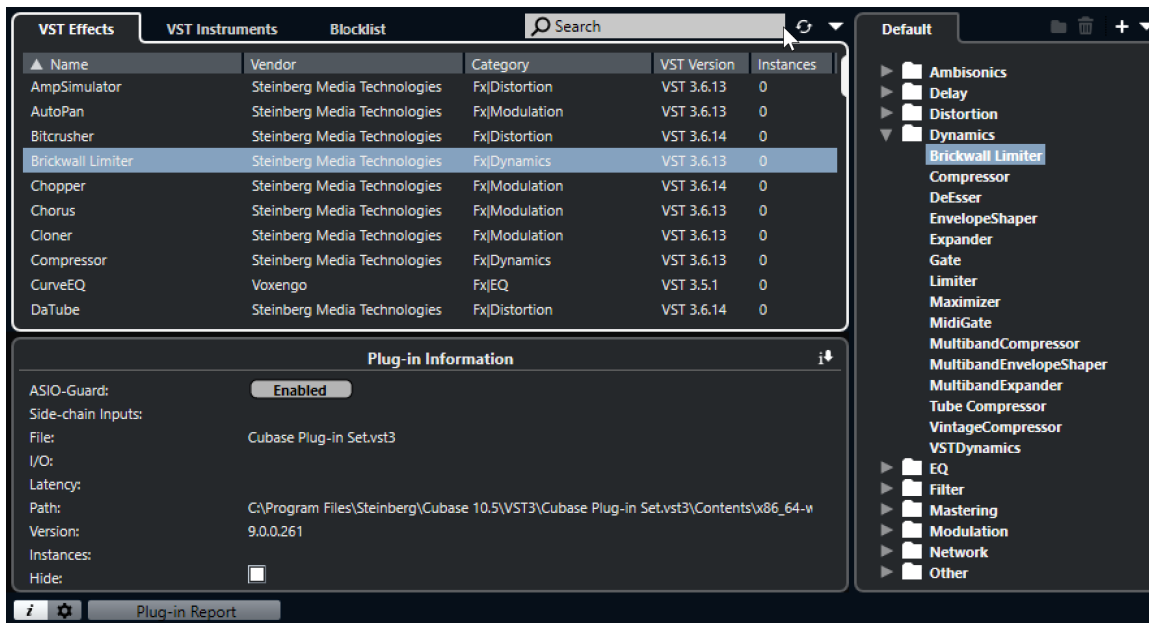 VST Effects VST Instruments Blocklist Search
Name Vendor Category VST Version Instances
AmpSimulator Steinberg Media Technologies Fx|Distortion VST 3.6.13 0
AutoPan Steinberg Media Technologies Fx|Modulation VST 3.6.13 0
Bitcrusher Steinberg Media Technologies Fx|Distortion VST 3.6.14 0
Brickwall Limiter Steinberg Media Technologies Fx|Dynamics VST 3.6.13 0
Chopper Steinberg Media Technologies Fx|Modulation VST 3.6.14 0
Chorus Steinberg Media Technologies Fx|Modulation VST 3.6.13 0
Cloner Steinberg Media Technologies Fx|Modulation VST 3.6.13 0
Compressor Steinberg Media Technologies Fx|Dynamics VST 3.6.13 0
CurveEQ Voxengo Fx|EQ VST 3.5.1 0
DaTube Steinberg Media Technologies Fx|Distortion VST 3.6.14 0
Plug-in Information
ASIO-Guard: Enabled
Side-chain Inputs:
File: Cubase Plug-in Set.vst3
I/O:
Latency:
Path: C:\Program Files\Steinberg\Cubase 10.5\VST3\Cubase Plug-in Set.vst3\Contents\x86_64-w
Version: 9.0.0.261
Instances:
Hide:
i Plug-in Report
Default
Ambisonics
Delay
Distortion
Dynamics
Brickwall Limiter
Compressor
DeEsser
EnvelopeShaper
Expander
Gate
Limiter
Maximizer
MidiGate
MultibandCompressor
MultibandEnvelopeShaper
MultibandExpander
Tube Compressor
VintageCompressor
VSTDynamics
EQ
Filter
Mastering
Modulation
Network
Other